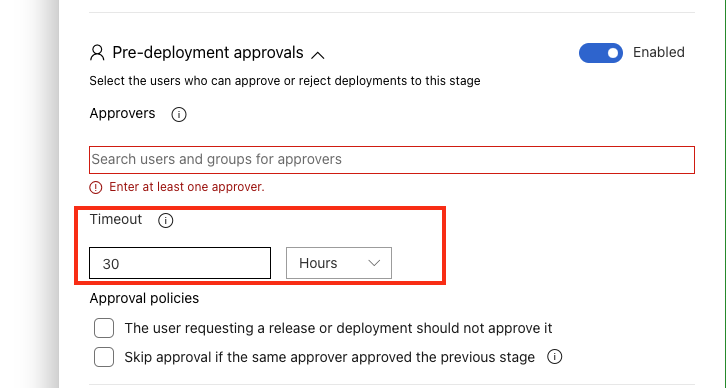 Pre-deployment approvals
Enabled
Select the users who can approve or reject deployments to this stage
Approvers
Search users and groups for approvers
Enter at least one approver.
Timeout
30
Hours
Approval policies
The user requesting a release or deployment should not approve it
Skip approval if the same approver approved the previous stage